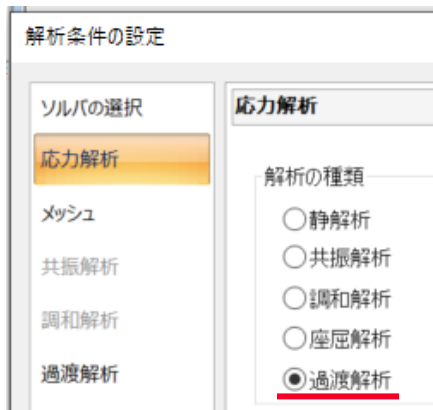 解析条件の設定
ソルバの選択
応力解析
メッシュ
共振解析
調和解析
過渡解析
応力解析
解析の種類
静解析
共振解析
調和解析
座屈解析
過渡解析